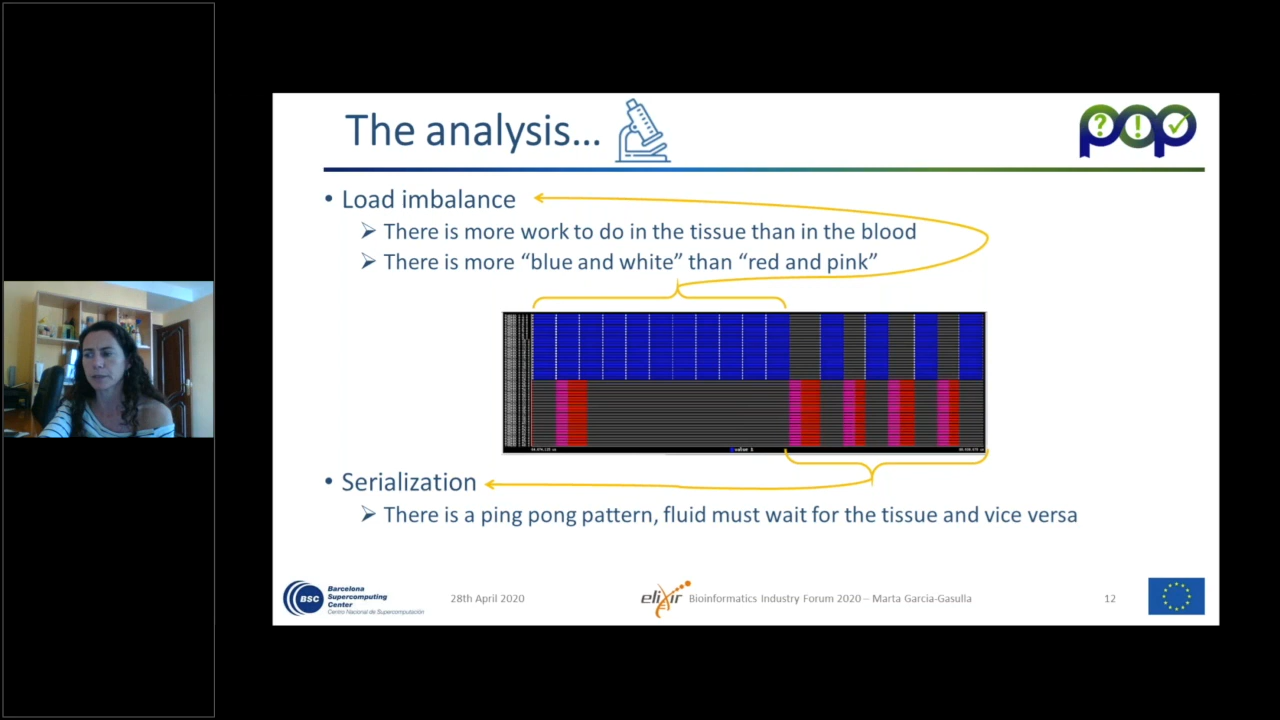 The analysis...
pop
• Load imbalance
➢ There is more work to do in the tissue than in the blood
➢ There is more “blue and white” than “red and pink”
• Serialization
➢ There is a ping pong pattern, fluid must wait for the tissue and vice versa
BSC
Barcelona
Supercomputing
Center
Centro Nacional de Supercomputación
28th April 2020
elixir
Bioinformatics Industry Forum 2020 – Marta Garcia-Gasulla
12